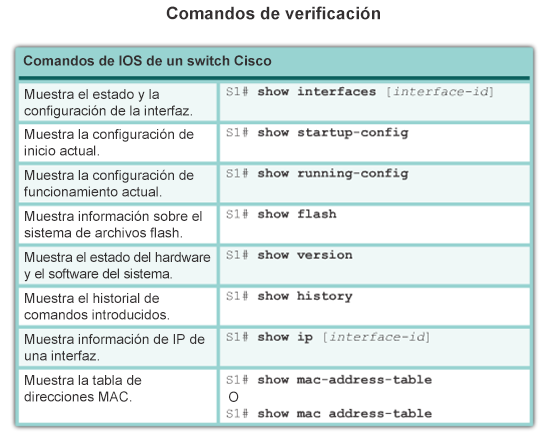 Comandos de verificación
Comandos de IOS de un switch Cisco
Muestra el estado y la
configuración de la interfaz.
S1# show interfaces [interface-id]
Muestra la configuración de
inicio actual.
S1# show startup-config
Muestra la configuración de
funcionamiento actual.
S1# show running-config
Muestra información sobre el
sistema de archivos flash.
S1# show flash
Muestra el estado del hardware
y el software del sistema.
S1# show version
Muestra el historial de
comandos introducidos.
S1# show history
Muestra información de IP de
una interfaz.
S1# show ip [interface-id]
Muestra la tabla de
direcciones MAC.
S1# show mac-address-table
O
S1# show mac address-table